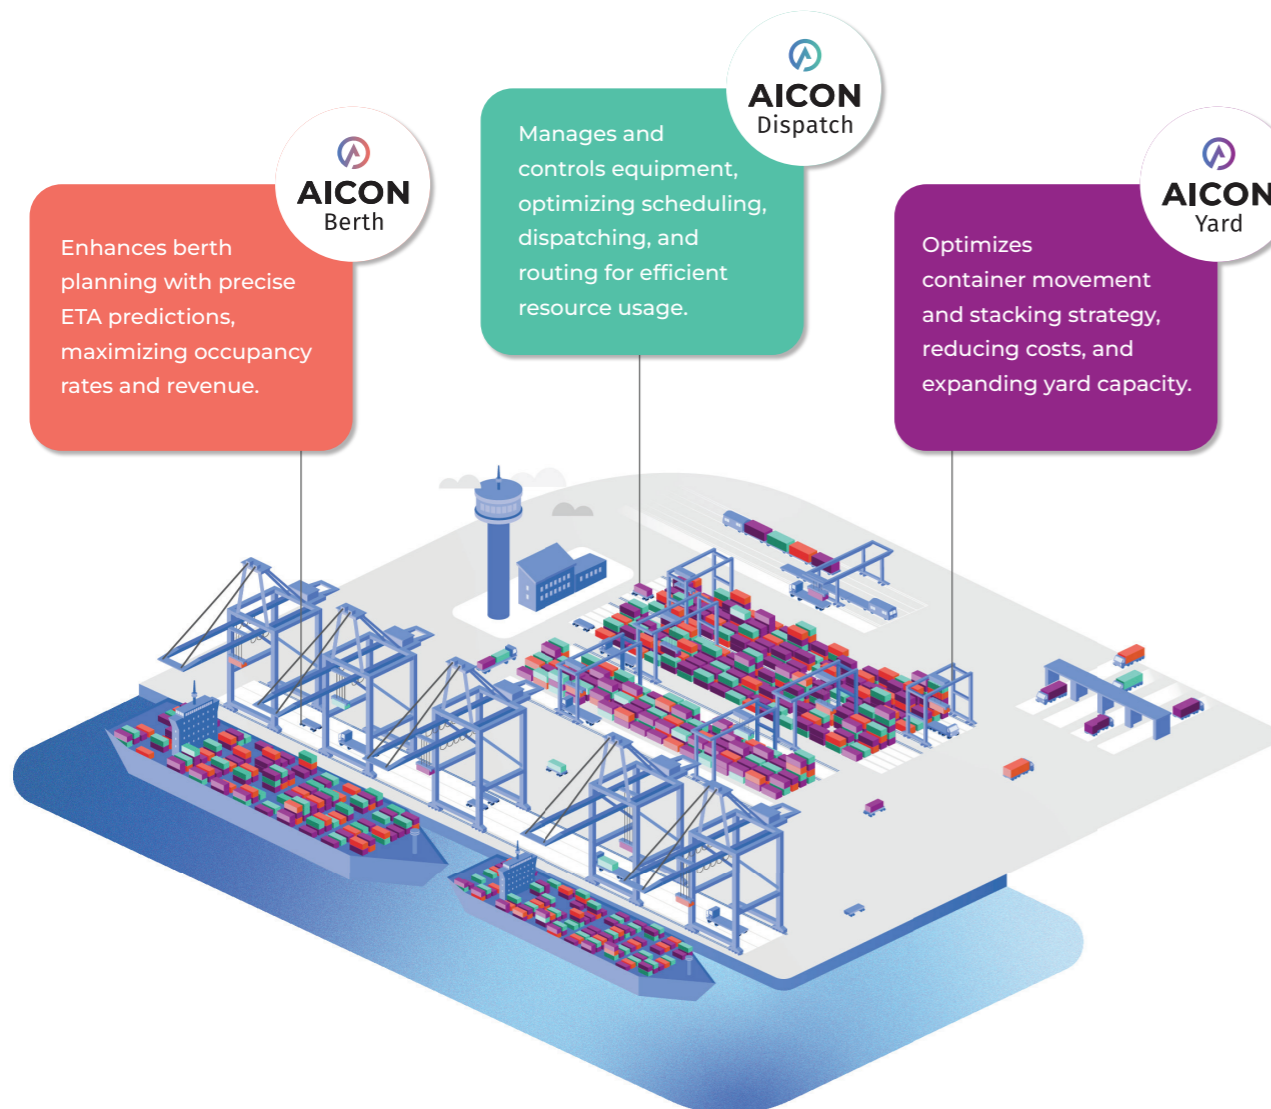 AICON
Berth
Enhances berth
planning with precise
ETA predictions,
maximizing occupancy
rates and revenue.
AICON
Dispatch
Manages and
controls equipment,
optimizing scheduling,
dispatching, and
routing for efficient
resource usage.
AICON
Yard
Optimizes
container movement
and stacking strategy,
reducing costs, and
expanding yard capacity.